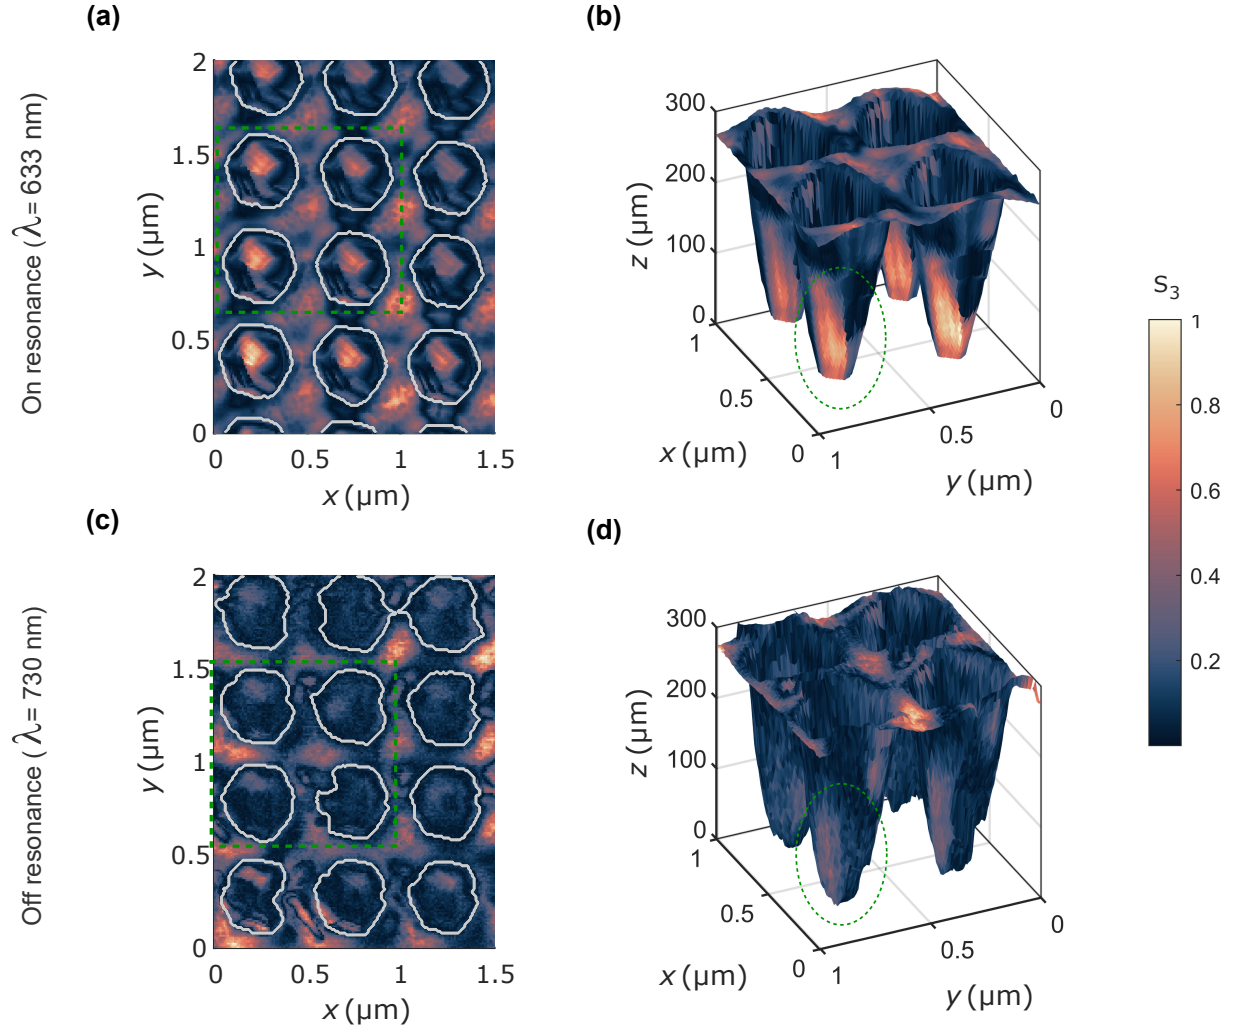 (a)
(b)
On resonance (λ= 633 nm)
2
1.5
1
0.5
0
y (µm)
0
0.5
1
1.5
x (µm)
300
200
100
0
z (µm)
1
0.5
0
x (µm)
1
0.5
0
y (µm)
S3
1
0.8
0.6
0.4
0.2
(c)
(d)
Off resonance (λ= 730 nm)
2
1.5
1
0.5
0
y (µm)
0
0.5
1
1.5
x (µm)
300
200
100
0
z (µm)
1
0.5
0
x (µm)
1
0.5
0
y (µm)